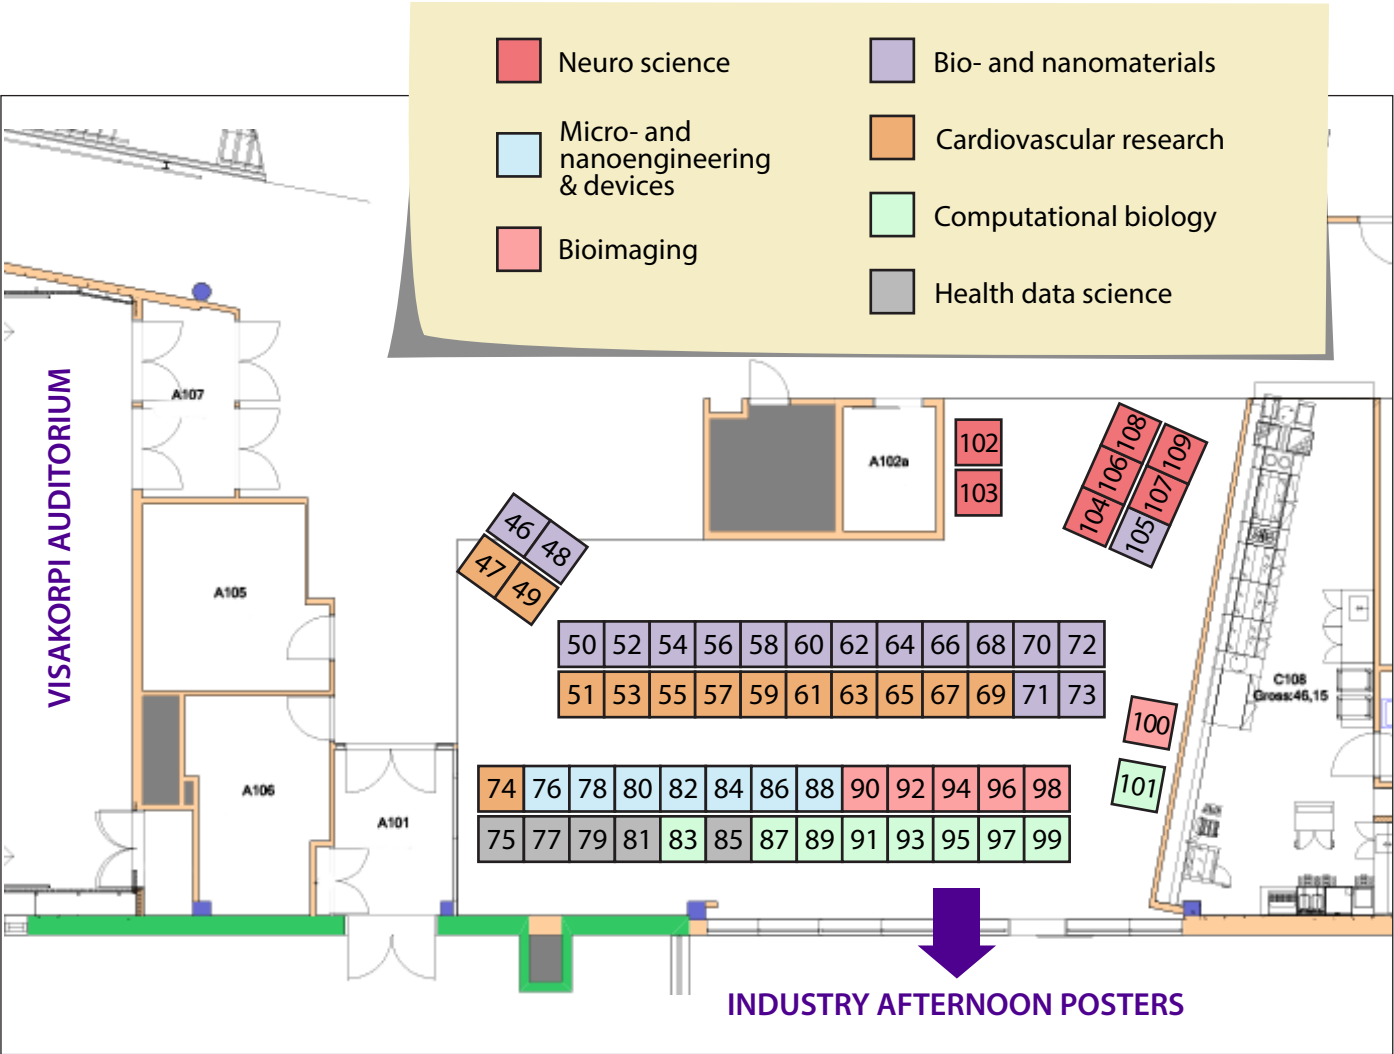 Neuro science
Micro- and
nanoengineering
& devices
Bioimaging
Bio- and nanomaterials
Cardiovascular research
Computational biology
Health data science
VISAKORPI AUDITORIUM
A107
A105
A106
A101
A102a
102
103
108
106
104
109
107
105
46 48
47 49
50 52 54 56 58 60 62 64 66 68 70 72
51 53 55 57 59 61 63 65 67 69 71 73
C108
Gross:46,15
100
101
74 76 78 80 82 84 86 88 90 92 94 96 98
75 77 79 81 83 85 87 89 91 93 95 97 99
INDUSTRY AFTERNOON POSTERS